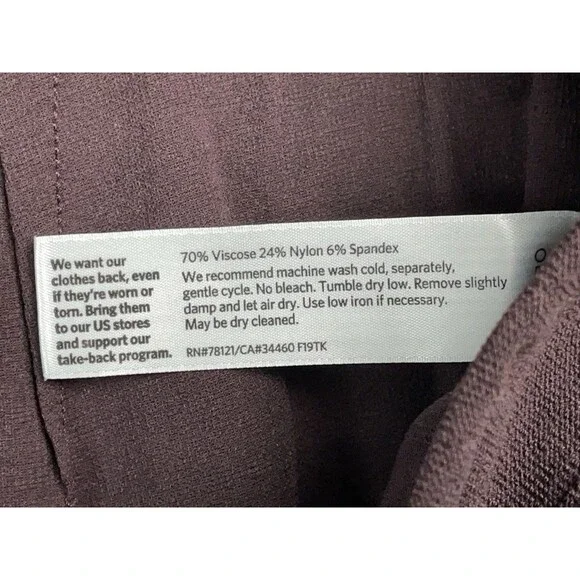 We want our
clothes back, even
if they're worn or
torn. Bring them
to our US stores
and support our
take-back program.
70% Viscose 24% Nylon 6% Spandex
We recommend machine wash cold, separately,
gentle cycle. No bleach. Tumble dry low. Remove slightly
damp and let air dry. Use low iron if necessary.
May be dry cleaned.
RN#78121/CA#34460 F19TK